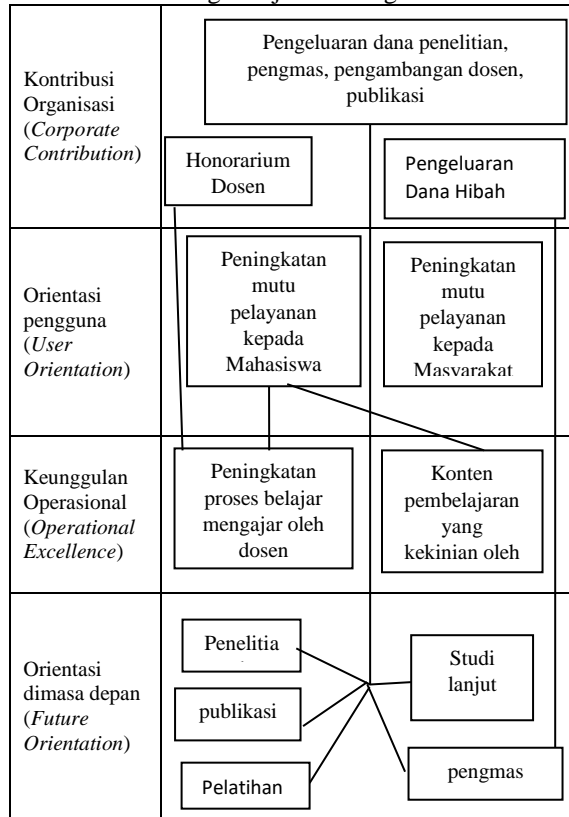 Kontribusi
Organisasi
(Corporate
Contribution)
Pengeluaran dana penelitian,
pengmas, pengambangan dosen,
publikasi
Honorarium
Dosen
Pengeluaran
Dana Hibah
Orientasi
pengguna
(User
Orientation)
Peningkatan
mutu
pelayanan
kepada
Mahasiswa
Peningkatan
mutu
pelayanan
kepada
Masyarakat
Keunggulan
Operasional
(Operational
Excellence)
Peningkatan
proses belajar
mengajar oleh
dosen
Konten
pembelajaran
yang
kekinian oleh
Orientasi
dimasa depan
(Future
Orientation)
Penelitia
Studi
lanjut
publikasi
Pelatihan
pengmas